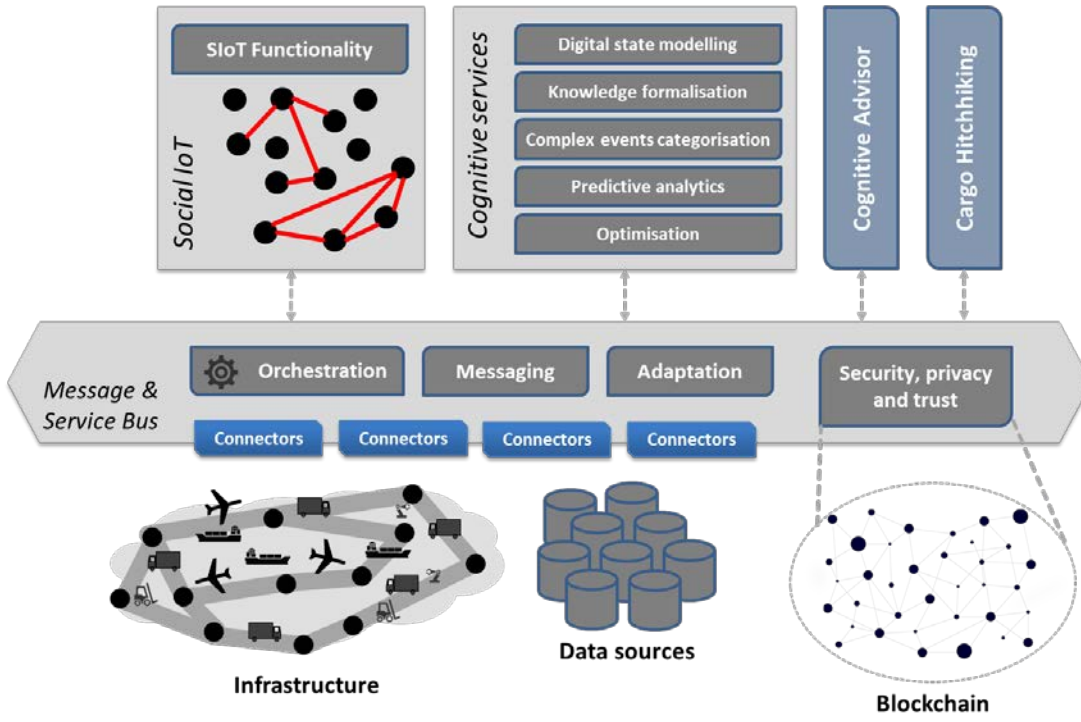 SIoT Functionality
Social IoT
Cognitive services
Digital state modelling
Knowledge formalisation
Complex events categorisation
Predictive analytics
Optimisation
Cognitive Advisor
Cargo Hitchhiking
Message &
Service Bus
Orchestration
Messaging
Adaptation
Security, privacy
and trust
Connectors
Connectors
Connectors
Connectors
Infrastructure
Data sources
Blockchain